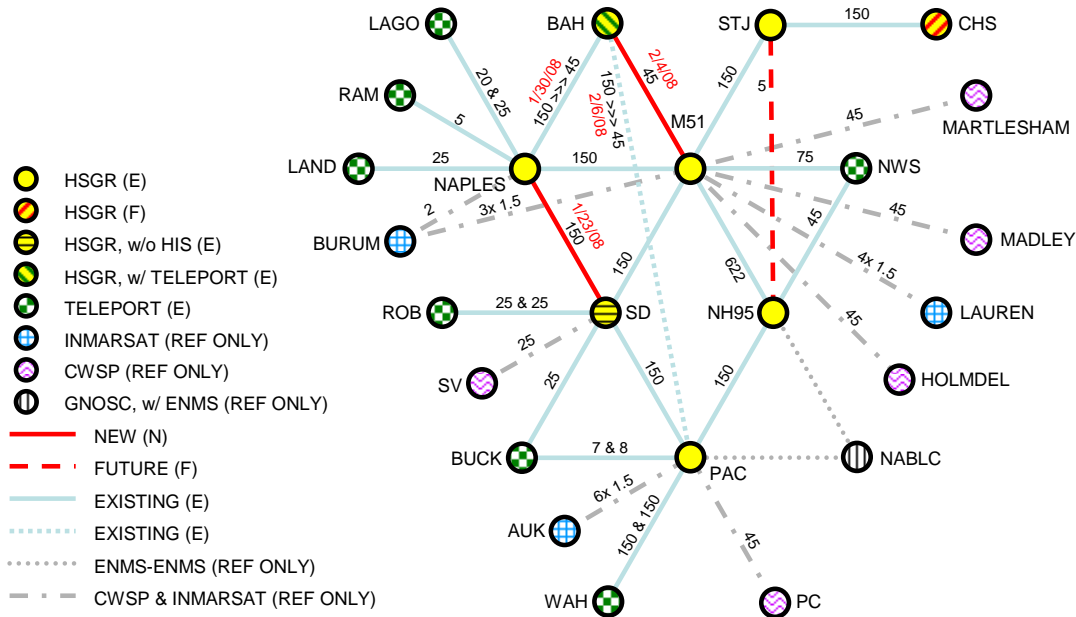 LAGO
BAH
STJ
150
CHS
20 & 25
1/30/08
150 >>> 45
150 >>> 45
2/6/08
2/4/08
45
150
5
RAM
5
M51
45
MARTLESHAM
LAND
25
NAPLES
150
75
NWS
2
3x 1.5
BURUM
1/23/08
150
150
622
45
45
MADLEY
4x 1.5
45
ROB
25 & 25
SD
NH95
LAUREN
SV
25
25
150
150
HOLMDEL
BUCK
7 & 8
PAC
NABLC
AUK
6x 1.5
150 & 150
45
WAH
PC
HSGR (E)
HSGR (F)
HSGR, w/o HIS (E)
HSGR, w/ TELEPORT (E)
TELEPORT (E)
INMARSAT (REF ONLY)
CWSP (REF ONLY)
GNOSC, w/ ENMS (REF ONLY)
NEW (N)
FUTURE (F)
EXISTING (E)
EXISTING (E)
ENMS-ENMS (REF ONLY)
CWSP & INMARSAT (REF ONLY)